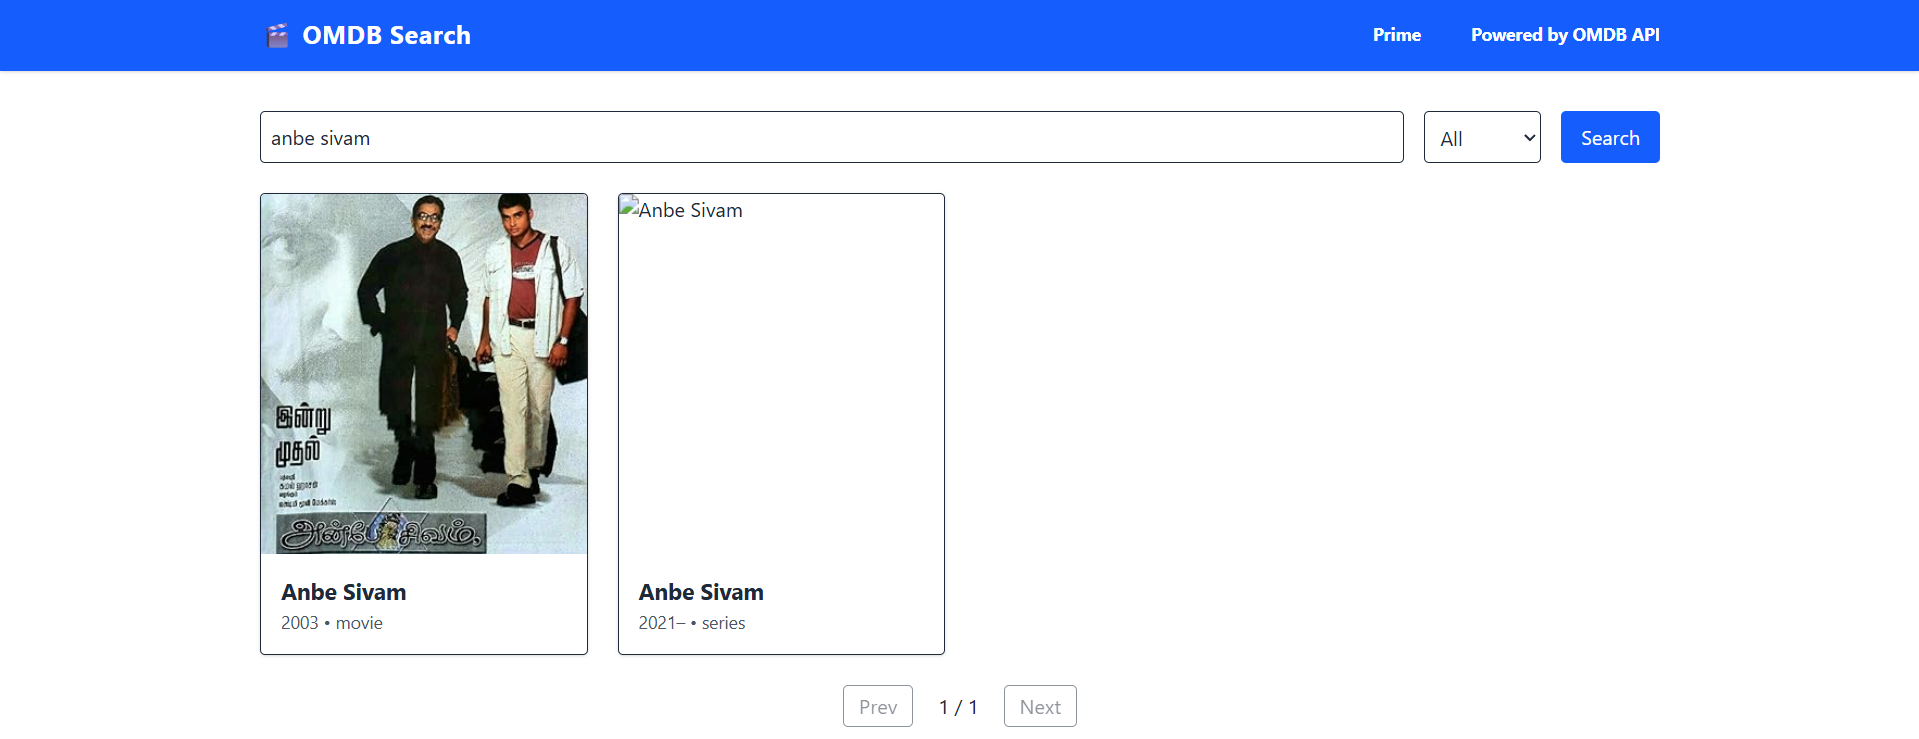 OMDB Search
Prime
Powered by OMDB API
anbe sivam
All
Search
இன்று
முதல்
அன்பே சிவம்.
Anbe Sivam
Anbe Sivam
2003 • movie
Anbe Sivam
2021– • series
Prev
1 / 1
Next